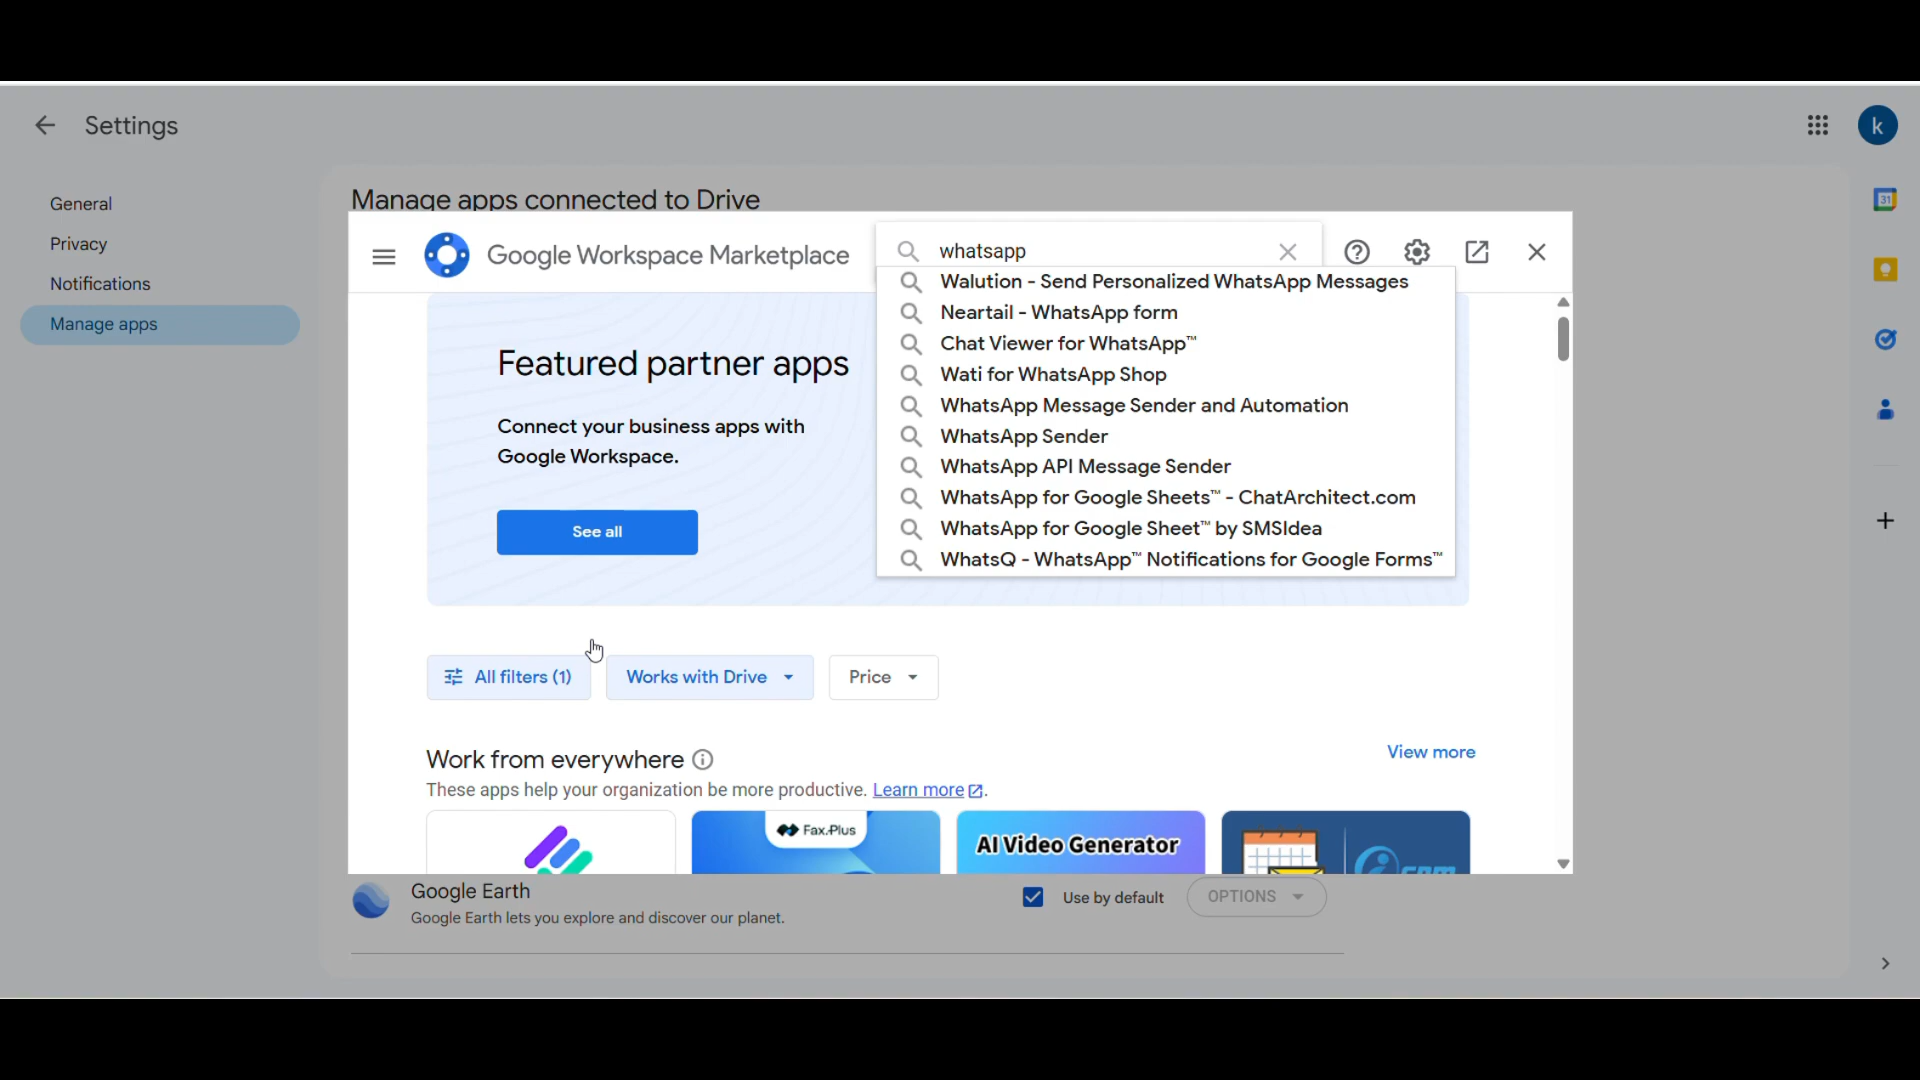 Settings
k
General
Privacy
Notifications
Manage apps
Manage apps connected to Drive
Google Workspace Marketplace
whatsapp
Walution - Send Personalized WhatsApp Messages
Neartail - WhatsApp form
Chat Viewer for WhatsApp™
Wati for WhatsApp Shop
WhatsApp Message Sender and Automation
WhatsApp Sender
WhatsApp API Message Sender
WhatsApp for Google Sheets™ - ChatArchitect.com
WhatsApp for Google Sheet™ by SMSIdea
WhatsQ - WhatsApp™ Notifications for Google Forms™
Featured partner apps
Connect your business apps with
Google Workspace.
See all
All filters (1)
Works with Drive
Price
Work from everywhere
View more
These apps help your organization be more productive. Learn more.
Fax.Plus
AI Video Generator
Google Earth
Google Earth lets you explore and discover our planet.
Use by default
OPTIONS
31